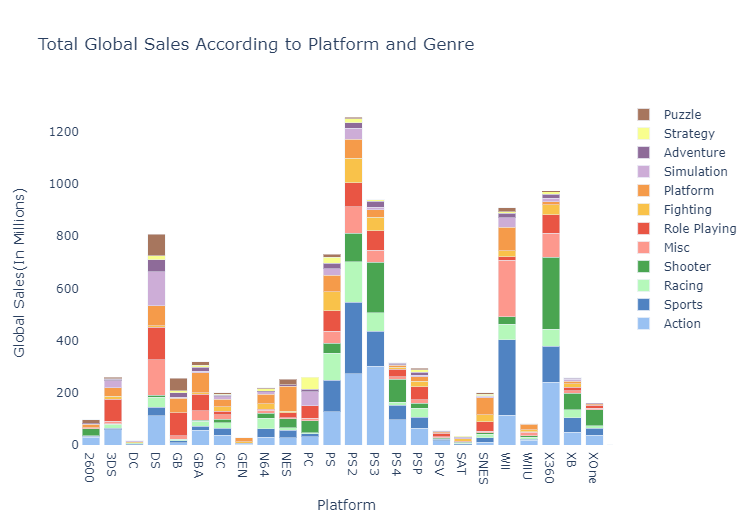 Total Global Sales According to Platform and Genre
Global Sales(In Millions)
1200
1000
800
600
400
200
0
2600
3DS
DC
DS
GB
GBA
GC
GEN
N64
NES
PC
PS
PS2
PS3
PS4
PSP
PSV
SAT
SNES
WII
WIIU
X360
XB
XOne
Platform
Puzzle
Strategy
Adventure
Simulation
Platform
Fighting
Role Playing
Misc
Shooter
Racing
Sports
Action